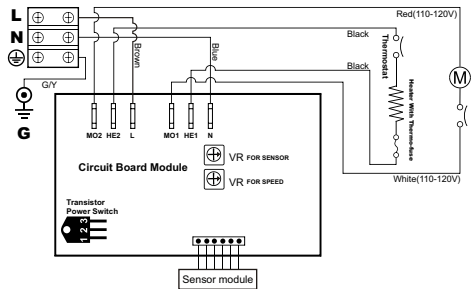 L
N
G/Y
G
Brown
Blue
Red(110-120V)
Black
Thermostat
Heater With Thermo-fuse
M
Black
White(110-120V)
MO2 HE2 L MO1 HE1 N
VR FOR SENSOR
VR FOR SPEED
Circuit Board Module
Transistor
Power Switch
1 2 3
Sensor module